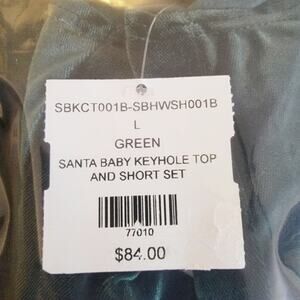 SBKCT001B-SBHWSH001B
L
GREEN
SANTA BABY KEYHOLE TOP
AND SHORT SET
77010
$84.00